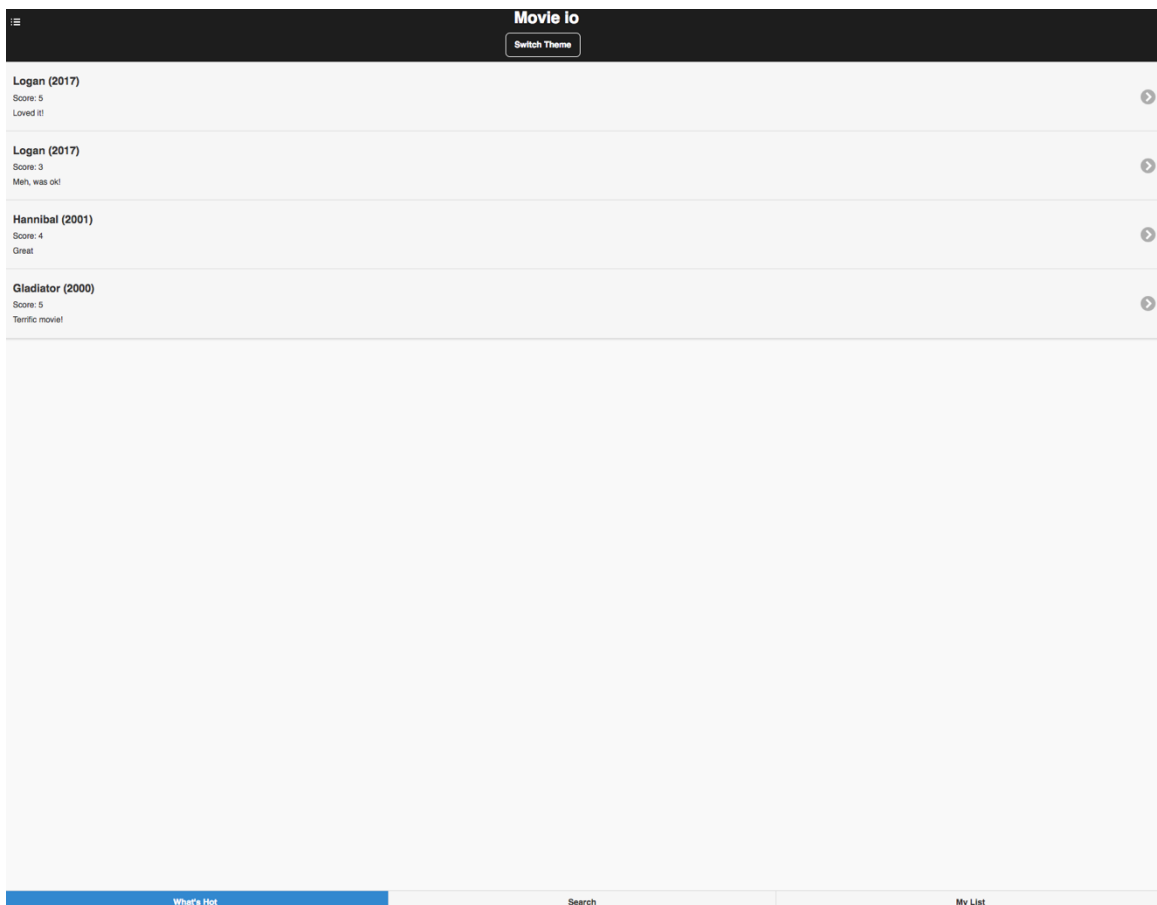 Movie io
Switch Theme
Logan (2017)
Score: 5
Loved it!
Logan (2017)
Score: 3
Meh, was ok!
Hannibal (2001)
Score: 4
Great
Gladiator (2000)
Score: 5
Terrific movie!
What's Hot
Search
My List